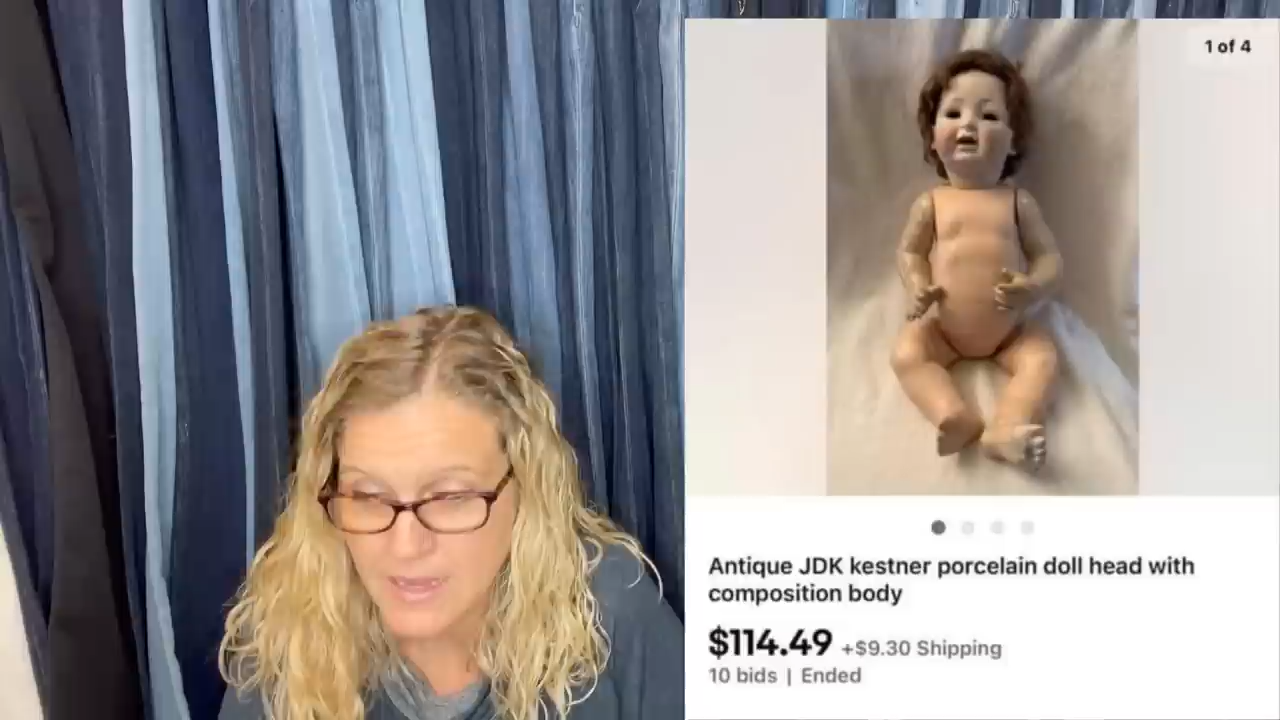 1 of 4
Antique JDK kestner porcelain doll head with
composition body
$114.49 +$9.30 Shipping
10 bids | Ended